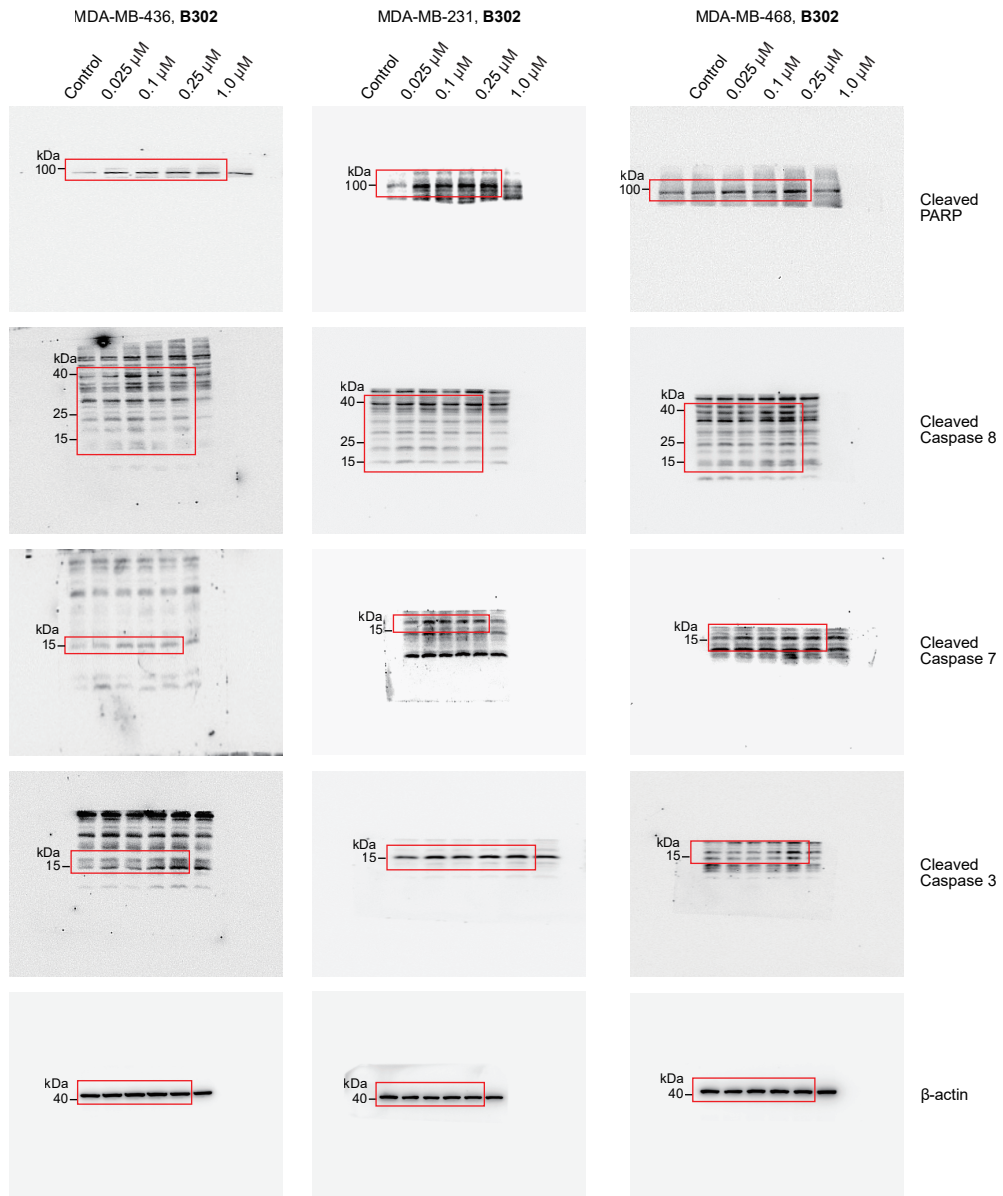 MDA-MB-436, B302
MDA-MB-231, B302
MDA-MB-468, B302
Control
0.025 µM
0.1 µM
0.25 µM
1.0 µM
Control
0.025 µM
0.1 µM
0.25 µM
1.0 µM
Control
0.025 µM
0.1 µM
0.25 µM
1.0 µM
kDa
100
kDa
100
kDa
100
Cleaved
PARP
kDa
40
25
15
kDa
40
25
15
kDa
40
25
15
Cleaved
Caspase 8
kDa
15
kDa
15
kDa
15
Cleaved
Caspase 7
kDa
15
kDa
15
kDa
15
Cleaved
Caspase 3
kDa
40
kDa
40
kDa
40
β-actin